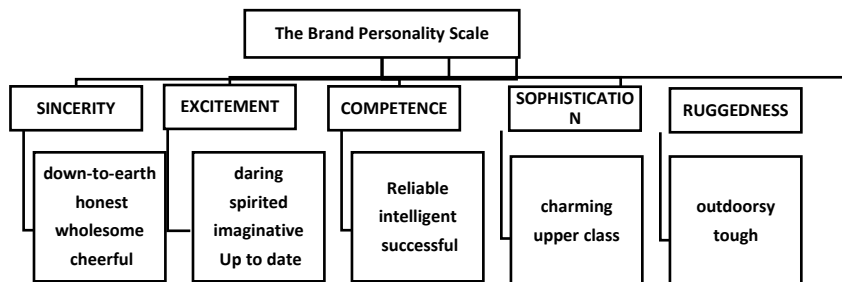 The Brand Personality Scale
SINCERITY
EXCITEMENT
COMPETENCE
SOPHISTICATIO
N
RUGGEDNESS
down-to-earth
honest
wholesome
cheerful
daring
spirited
imaginative
Up to date
Reliable
intelligent
successful
charming
upper class
outdoorsy
tough